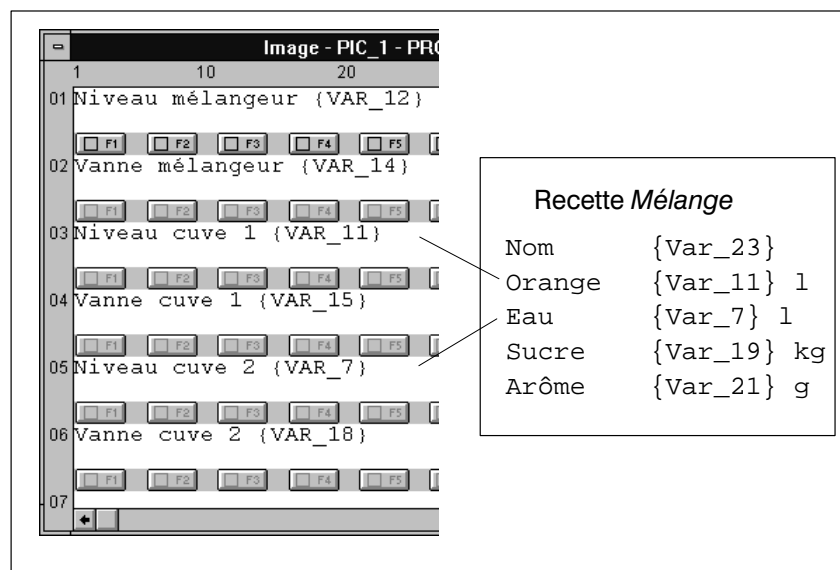 Image - PIC_1 - PR
1 10 20
01 Niveau mélangeur {VAR_12}
F1 F2 F3 F4 F5
02 Vanne mélangeur {VAR_14}
F1 F2 F3 F4 F5
03 Niveau cuve 1 {VAR_11}
F1 F2 F3 F4 F5
04 Vanne cuve 1 {VAR_15}
F1 F2 F3 F4 F5
05 Niveau cuve 2 {VAR_7}
F1 F2 F3 F4 F5
06 Vanne cuve 2 {VAR_18}
F1 F2 F3 F4 F5
07
Recette Mélange
Nom {Var_23}
Orange {Var_11} l
Eau {Var_7} l
Sucre {Var_19} kg
Arôme {Var_21} g